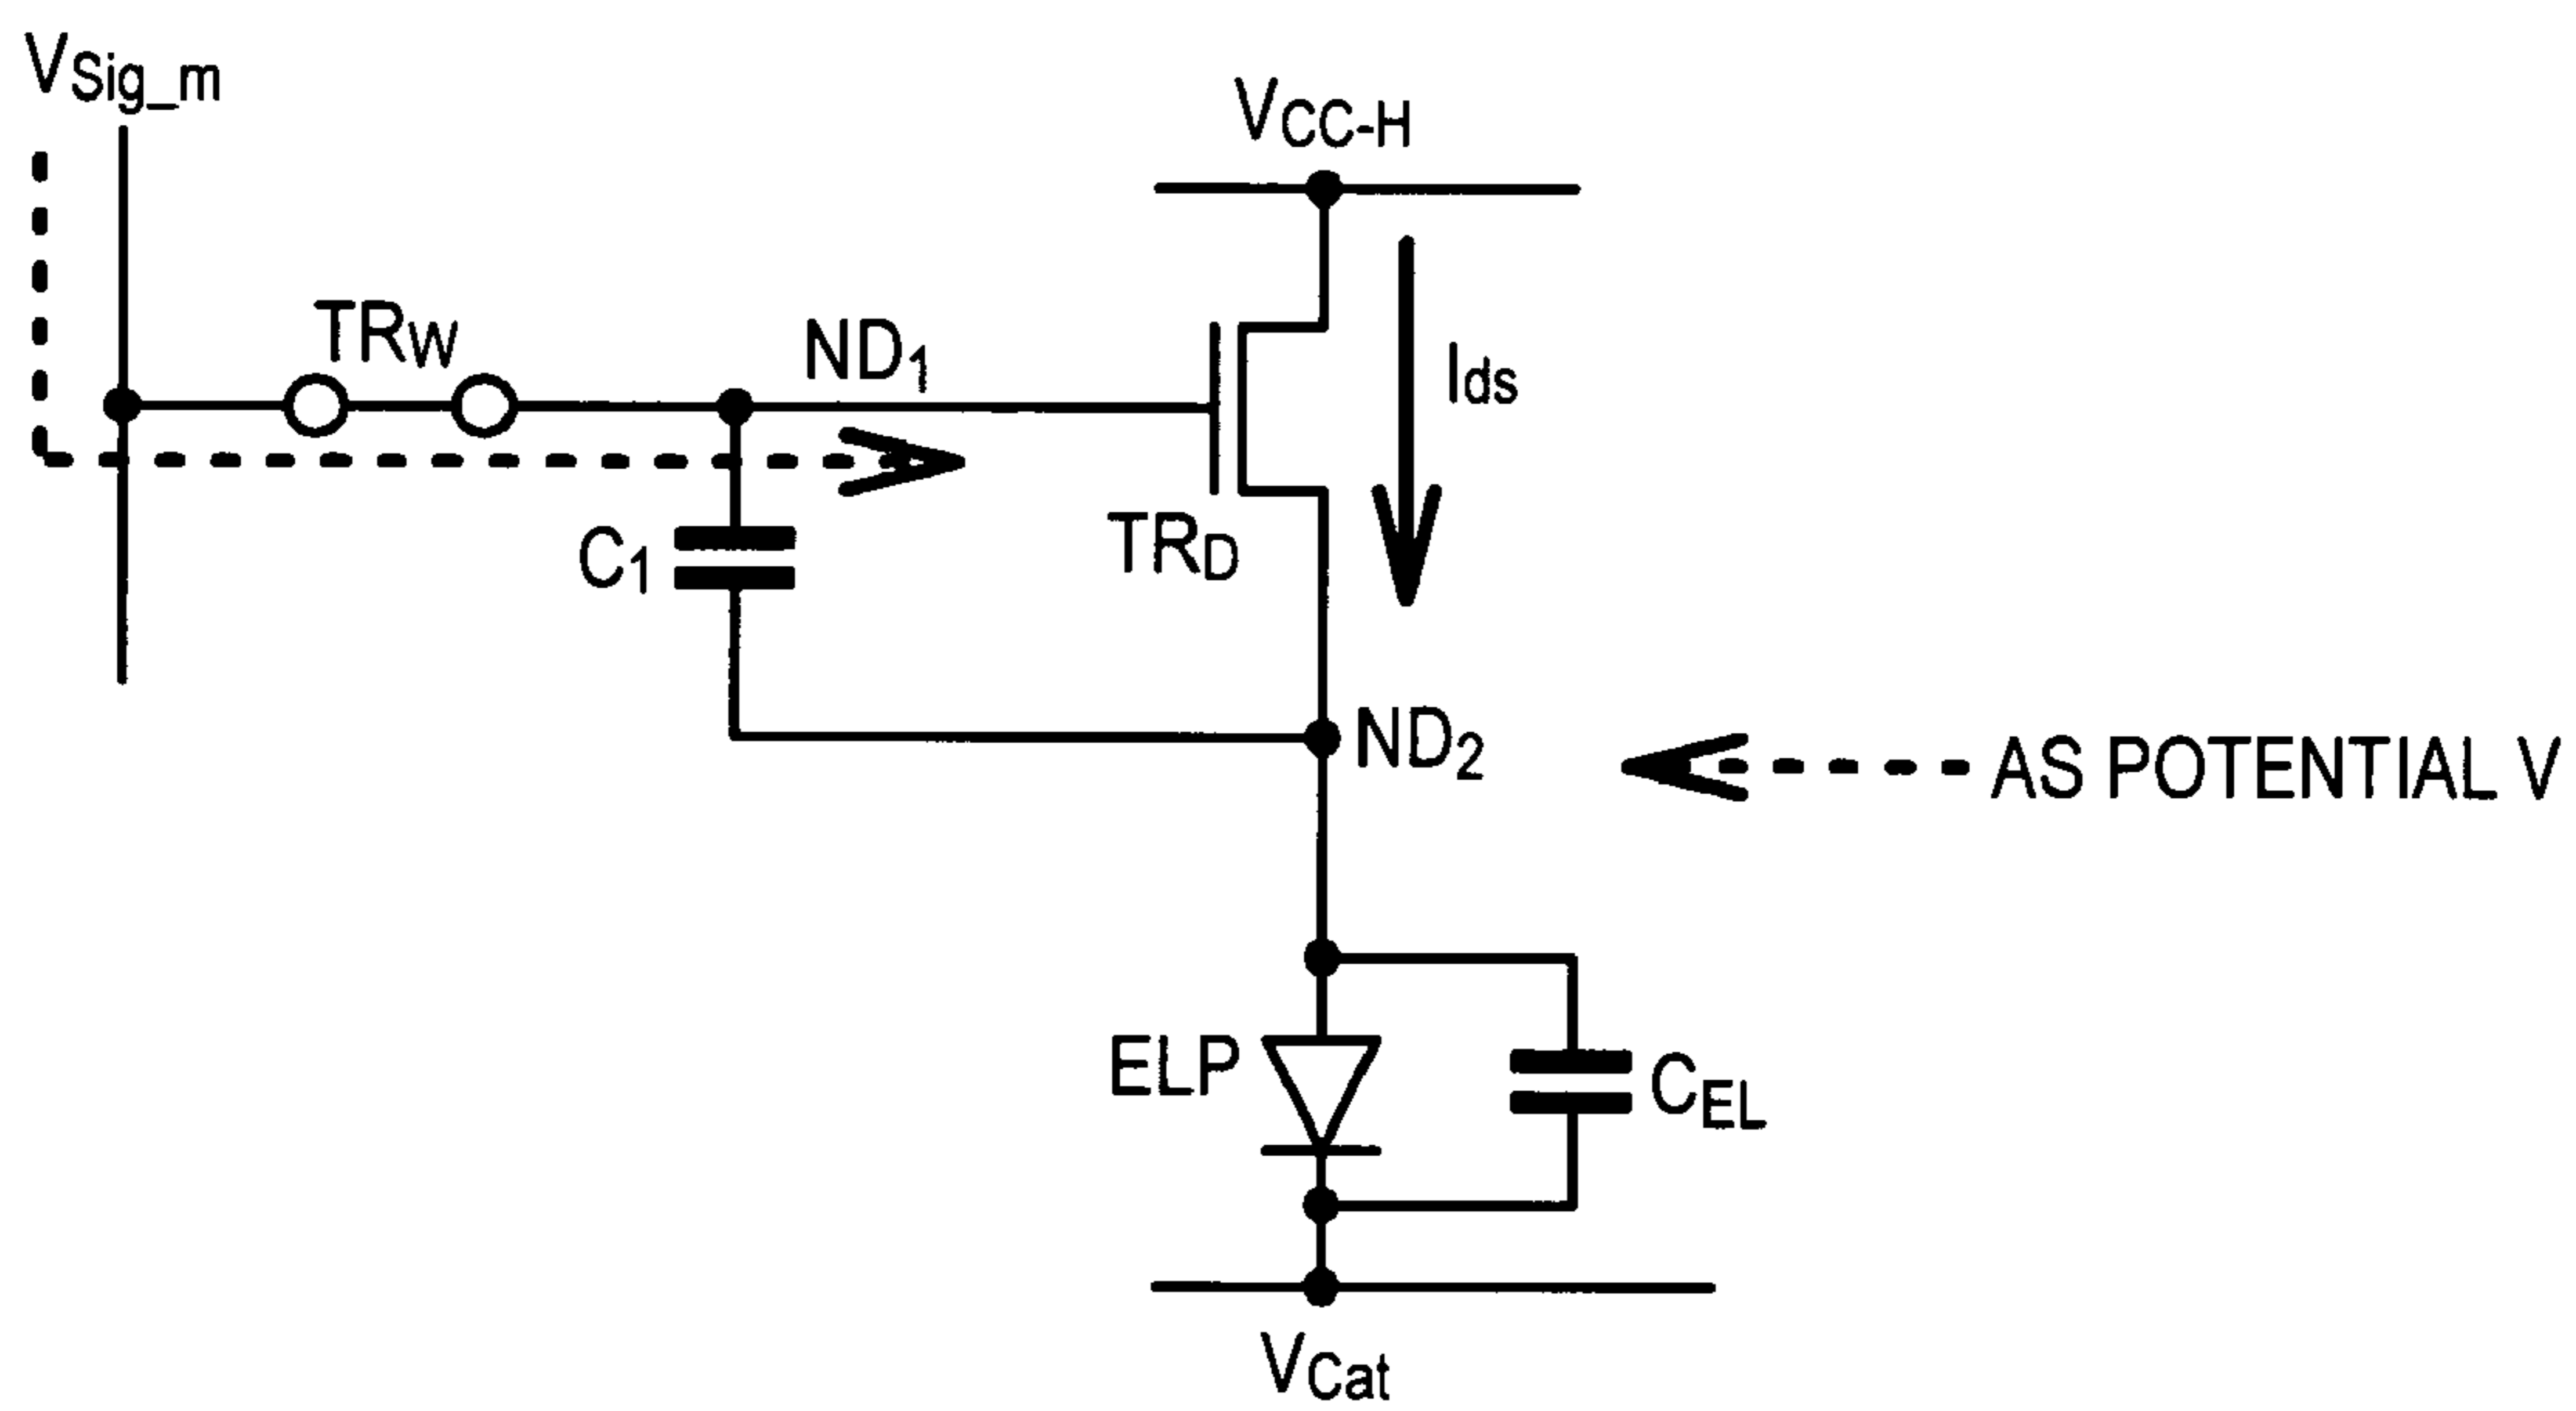 VSig_m
VCC-H
TRW
ND1
Ids
C1
TRD
ND2
AS POTENTIAL V
ELP
CEL
VCat